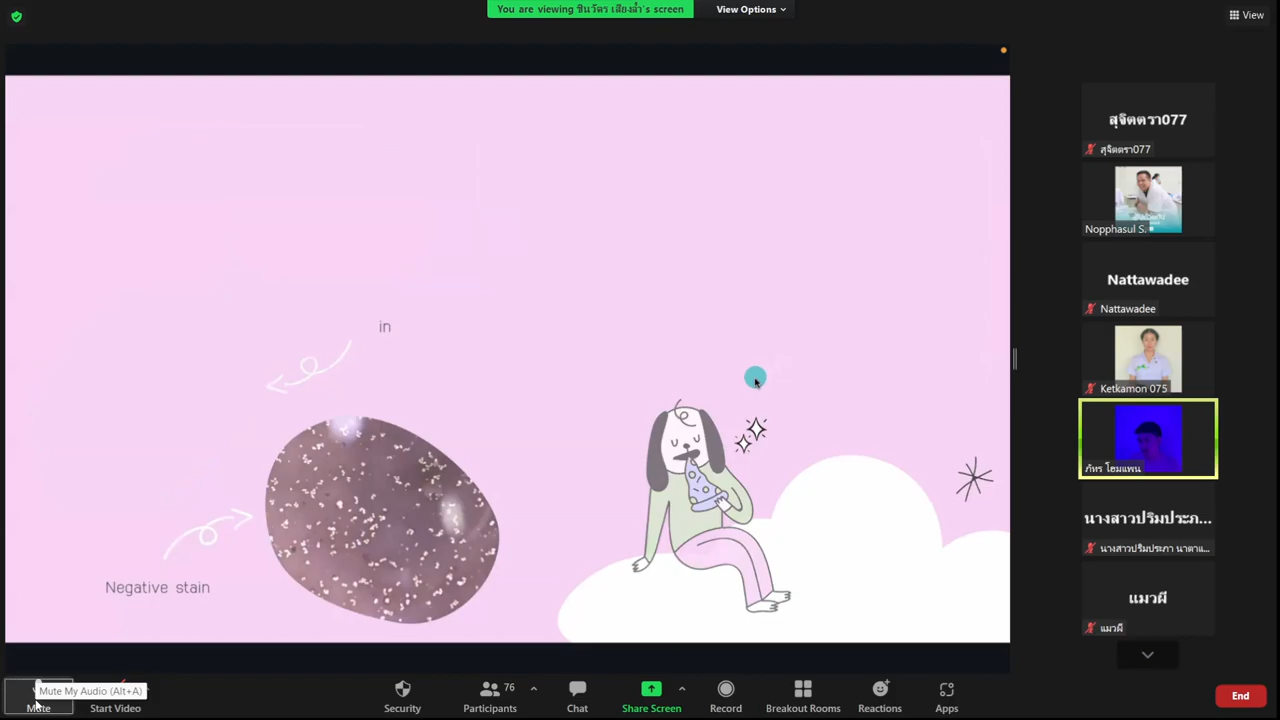 You are viewing ชินวัตร เสียงล้ำ's screen
View Options
View
สุจิตตรา077
สุจิตตรา077
Nopphasul S.
Nattawadee
Nattawadee
Ketkamon 075
ภัทร โฮมแพน
นางสาวปริมประภ...
นางสาวปริมประภา นาตาแ...
แมวผี
แมวผี
in
Negative stain
Mute My Audio (Alt+A)
Mute
Start Video
Security
76
Participants
Chat
Share Screen
Record
Breakout Rooms
Reactions
Apps
End